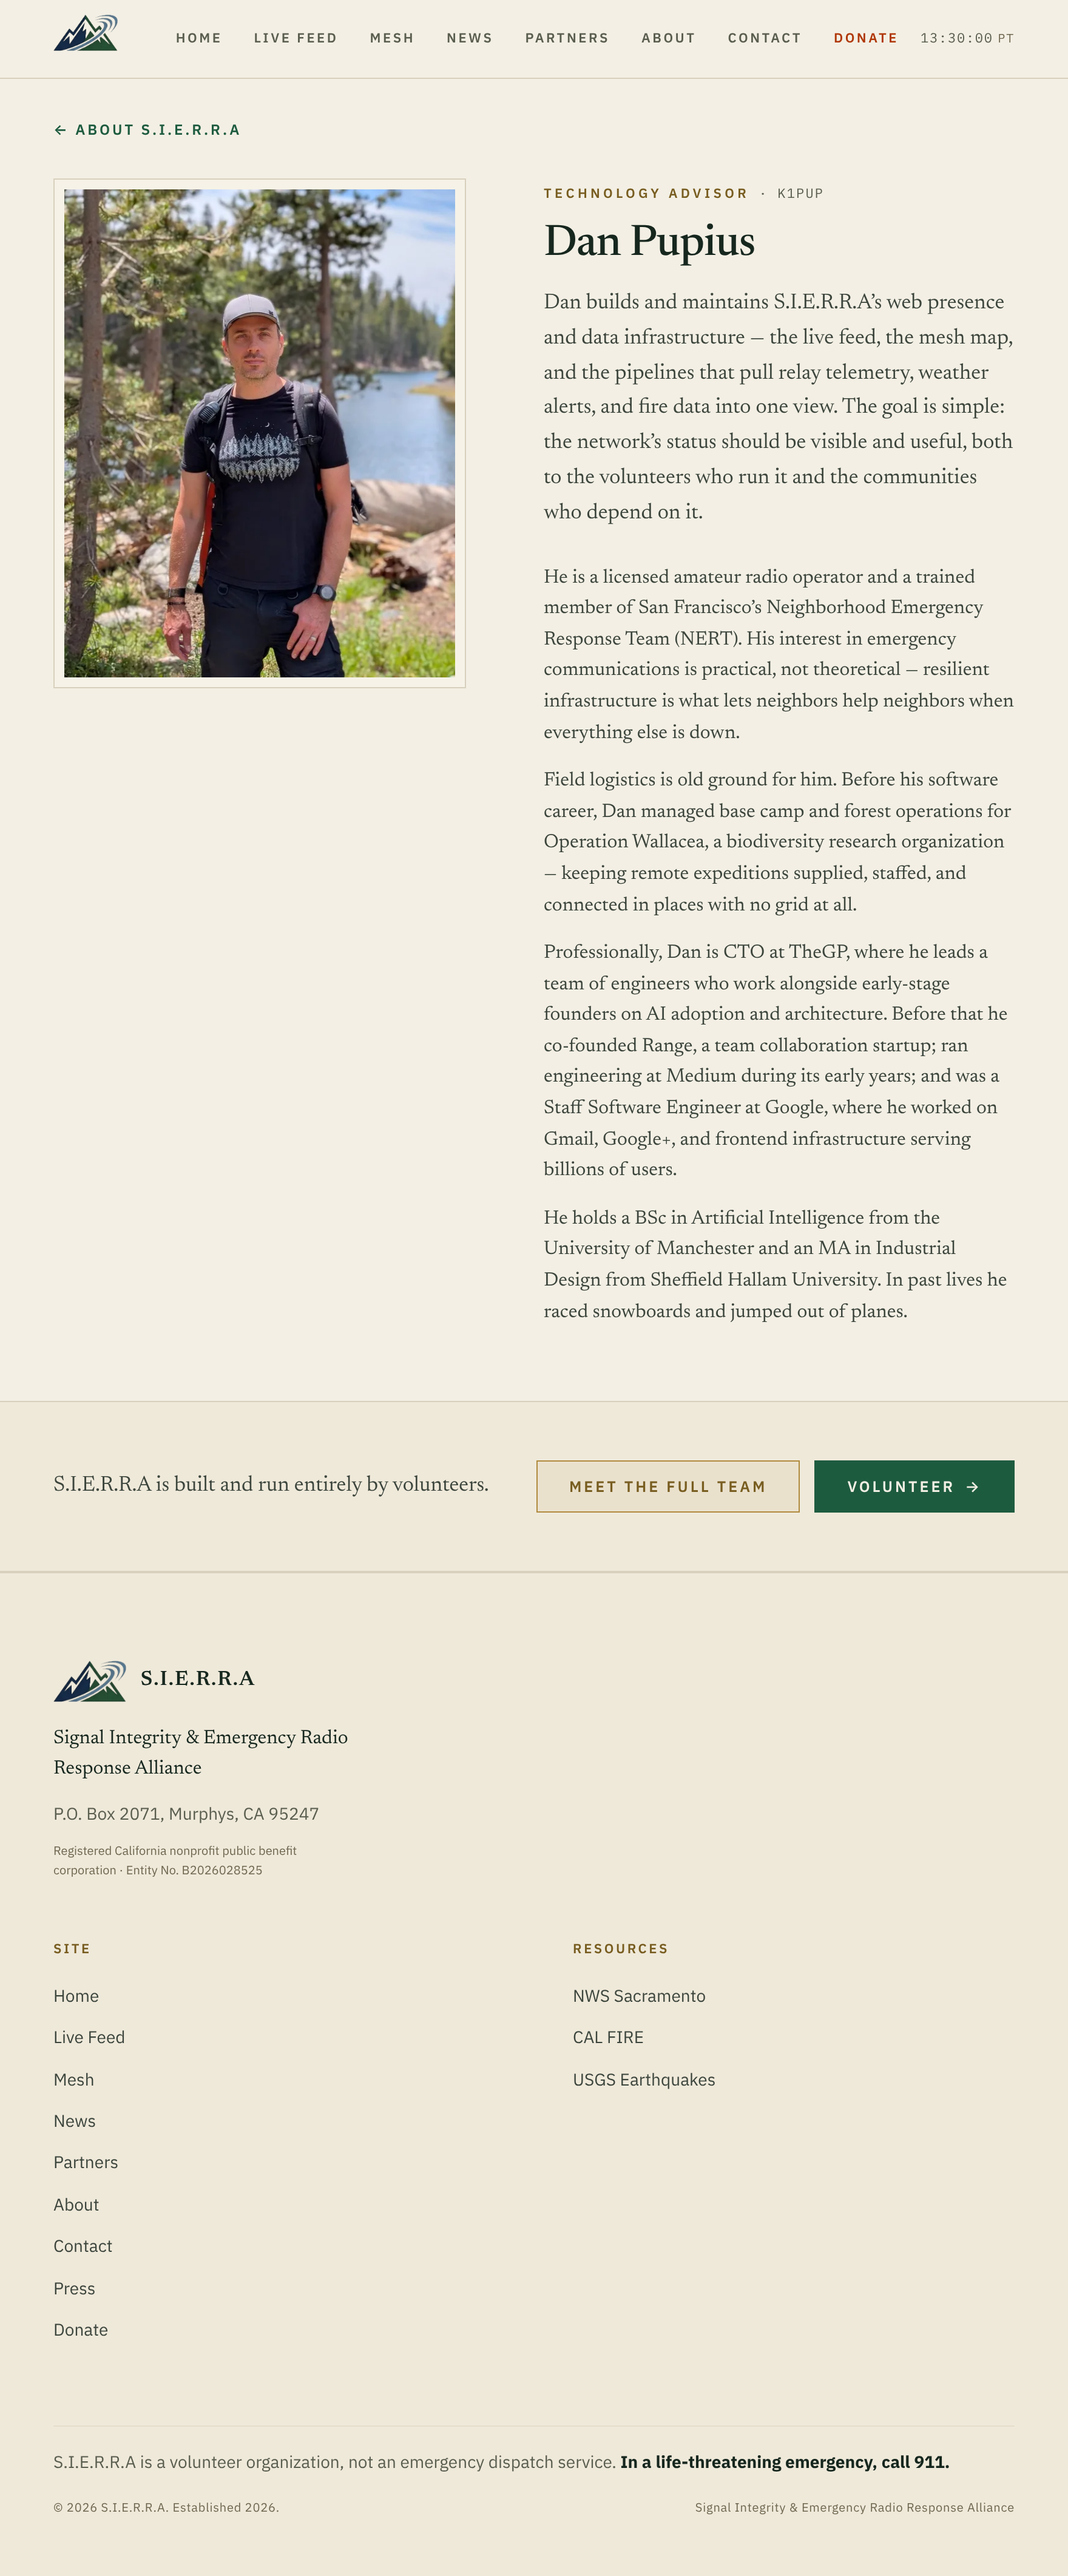 HOME LIVE FEED MESH NEWS PARTNERS ABOUT CONTACT DONATE 13:30:00 PT
← ABOUT S.I.E.R.R.A
TECHNOLOGY ADVISOR · K1PUP
Dan Pupius
Dan builds and maintains S.I.E.R.R.A’s web presence
and data infrastructure — the live feed, the mesh map,
and the pipelines that pull relay telemetry, weather
alerts, and fire data into one view. The goal is simple:
the network’s status should be visible and useful, both
to the volunteers who run it and the communities
who depend on it.
He is a licensed amateur radio operator and a trained
member of San Francisco’s Neighborhood Emergency
Response Team (NERT). His interest in emergency
communications is practical, not theoretical — resilient
infrastructure is what lets neighbors help neighbors when
everything else is down.
Field logistics is old ground for him. Before his software
career, Dan managed base camp and forest operations for
Operation Wallacea, a biodiversity research organization
— keeping remote expeditions supplied, staffed, and
connected in places with no grid at all.
Professionally, Dan is CTO at TheGP, where he leads a
team of engineers who work alongside early-stage
founders on AI adoption and architecture. Before that he
co-founded Range, a team collaboration startup; ran
engineering at Medium during its early years; and was a
Staff Software Engineer at Google, where he worked on
Gmail, Google+, and frontend infrastructure serving
billions of users.
He holds a BSc in Artificial Intelligence from the
University of Manchester and an MA in Industrial
Design from Sheffield Hallam University. In past lives he
raced snowboards and jumped out of planes.
S.I.E.R.R.A is built and run entirely by volunteers.
MEET THE FULL TEAM
VOLUNTEER →
S.I.E.R.R.A
Signal Integrity & Emergency Radio
Response Alliance
P.O. Box 2071, Murphys, CA 95247
Registered California nonprofit public benefit
corporation · Entity No. B2026028525
SITE
Home
Live Feed
Mesh
News
Partners
About
Contact
Press
Donate
RESOURCES
NWS Sacramento
CAL FIRE
USGS Earthquakes
S.I.E.R.R.A is a volunteer organization, not an emergency dispatch service. In a life-threatening emergency, call 911.
© 2026 S.I.E.R.R.A. Established 2026.
Signal Integrity & Emergency Radio Response Alliance